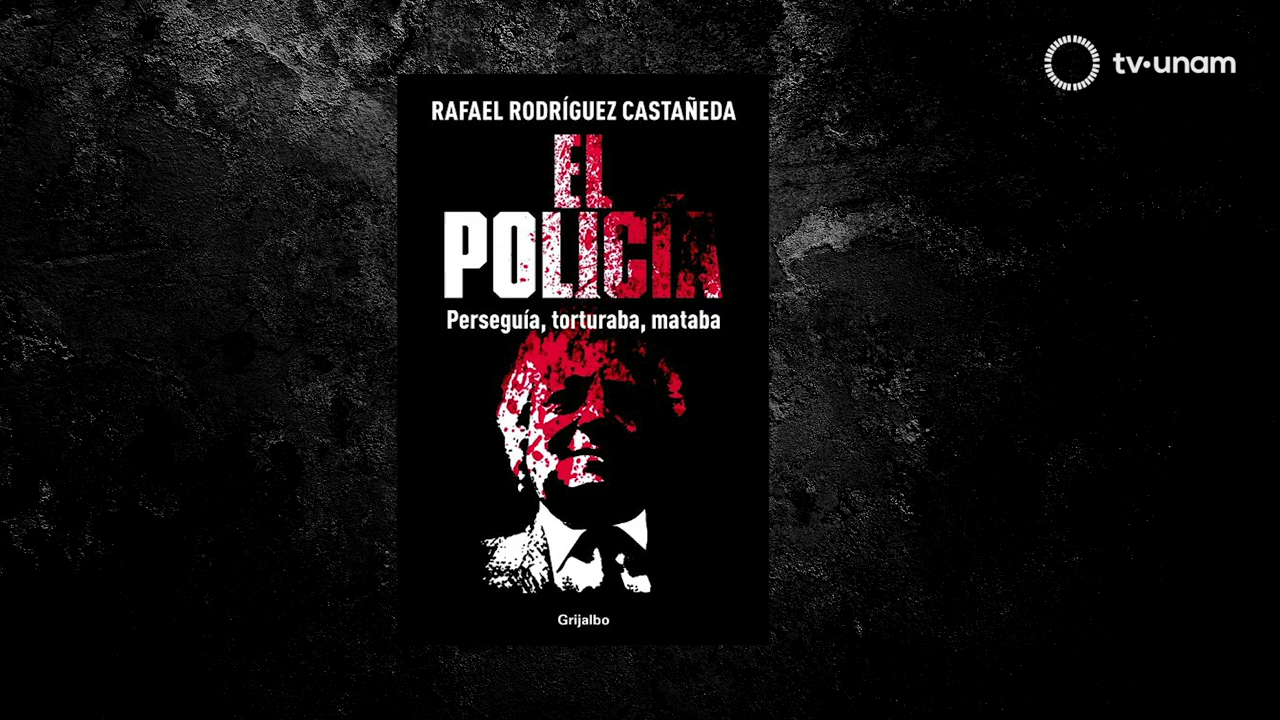 tv·unam
RAFAEL RODRÍGUEZ CASTAÑEDA
EL
POLICÍA
Perseguía, torturaba, mataba
Grijalbo